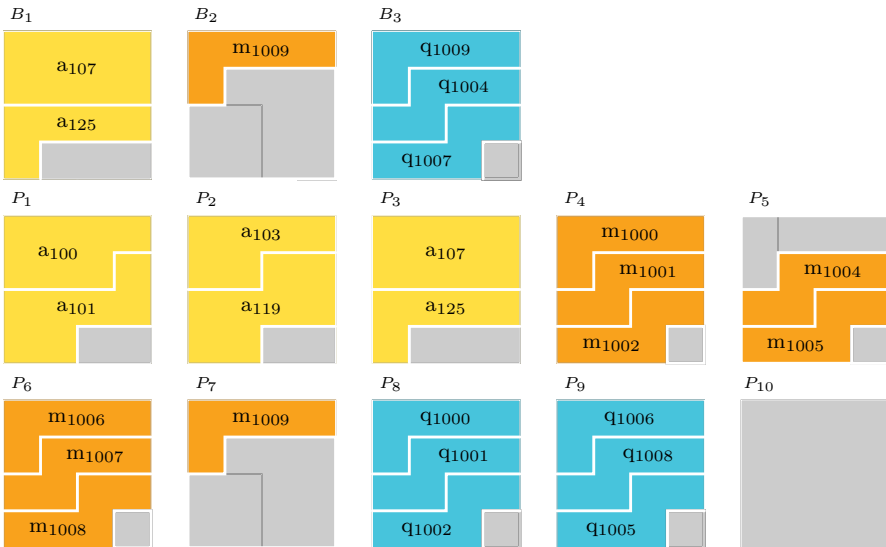 B₁ B₂ B₃
a₁₀₇ m₁₀₀₉ q₁₀₀₉
q₁₀₀₄
a₁₂₅
q₁₀₀₇
P₁ P₂ P₃ P₄ P₅
a₁₀₃ m₁₀₀₀
a₁₀₀ a₁₀₇ m₁₀₀₁ m₁₀₀₄
a₁₀₁ a₁₁₉ a₁₂₅
m₁₀₀₂ m₁₀₀₅
P₆ P₇ P₈ P₉ P₁₀
m₁₀₀₆ m₁₀₀₉ q₁₀₀₀ q₁₀₀₆
m₁₀₀₇ q₁₀₀₁ q₁₀₀₈
m₁₀₀₈ q₁₀₀₂ q₁₀₀₅